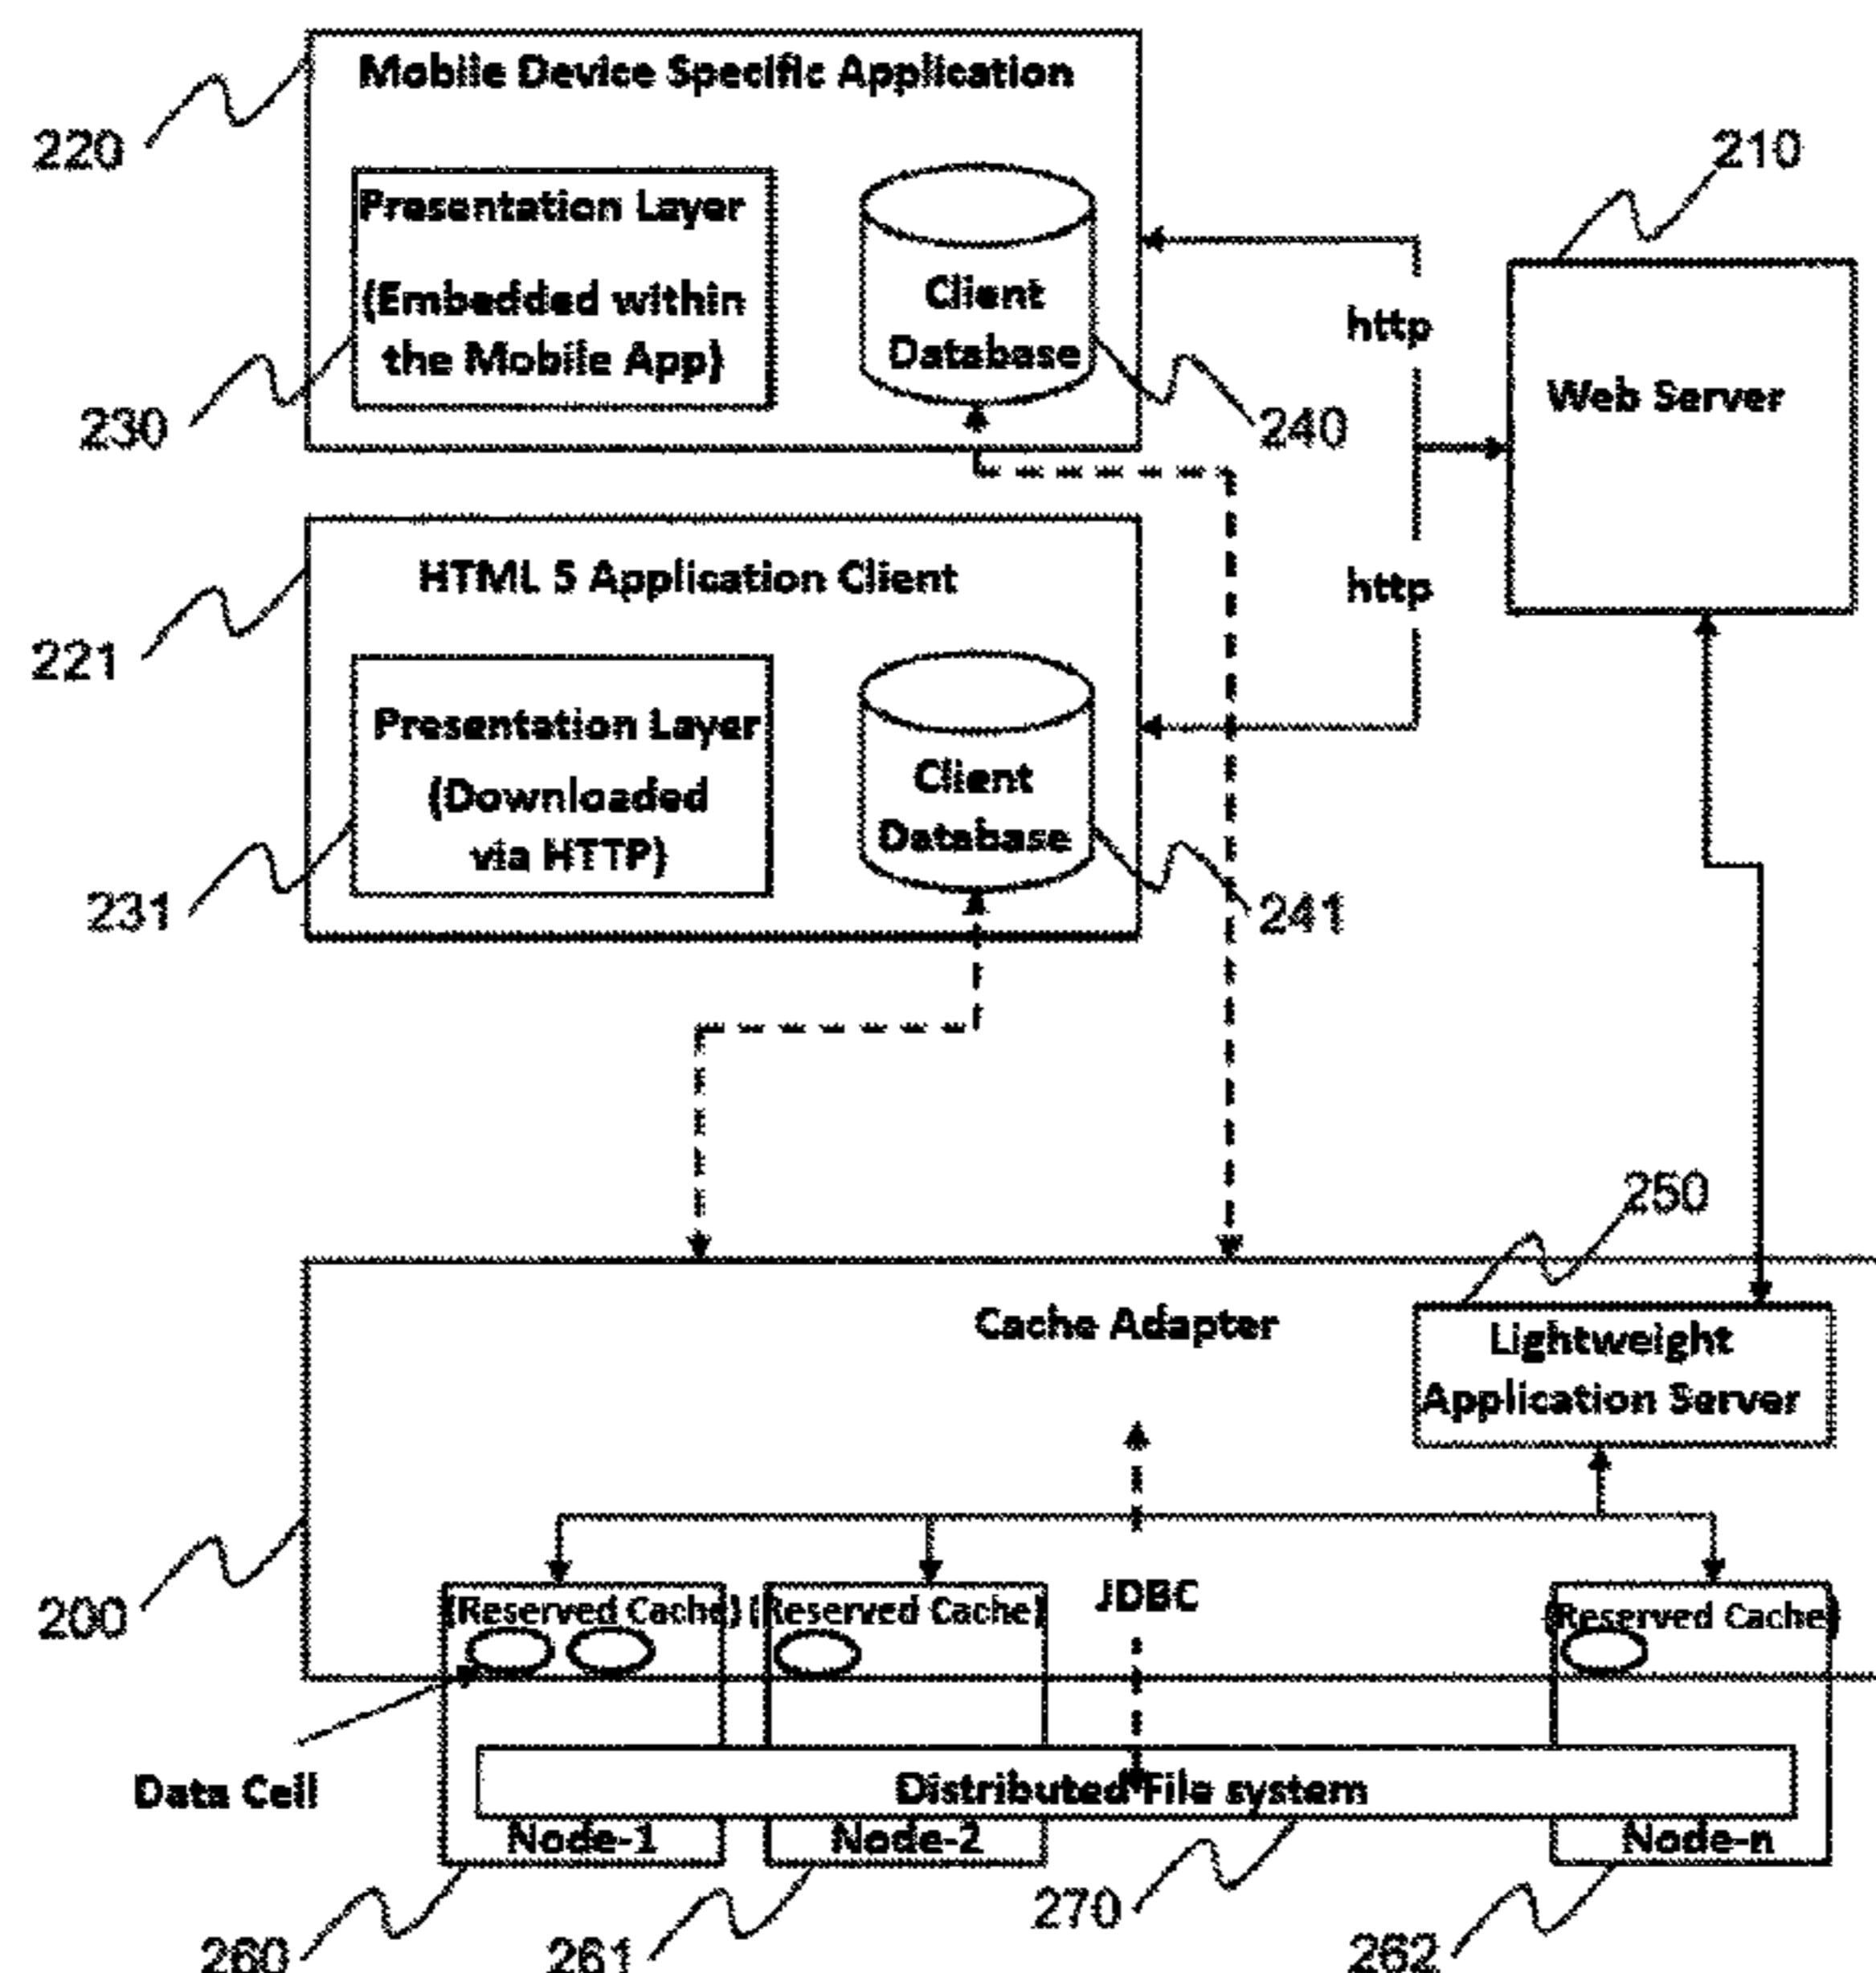 Mobile Device Specific Application
220
210
Presentation Layer
(Embedded within
the Mobile App)
Client
Database
http
Web Server
230
240
HTML 5 Application Client
http
221
Presentation Layer
(Downloaded
via HTTP)
Client
Database
231
241
250
Cache Adapter
Lightweight
Application Server
200
(Reserved Cache)
(Reserved Cache)
JDBC
(Reserved Cache)
Data Cell
Distributed File system
Node-1
Node-2
Node-n
270
260
261
262